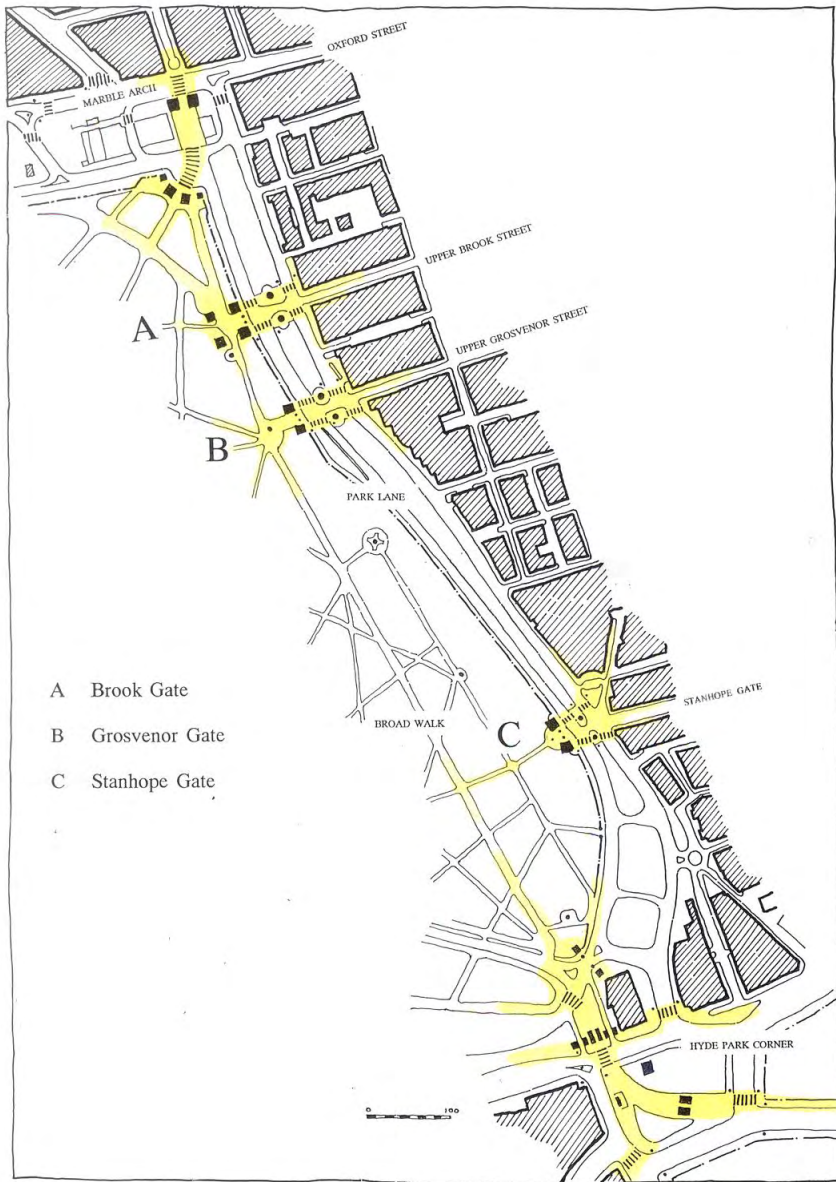 OXFORD STREET
MARBLE ARCH
UPPER BROOK STREET
A
UPPER GROSVENOR STREET
B
PARK LANE
A Brook Gate
B Grosvenor Gate
C Stanhope Gate
STANHOPE GATE
BROAD WALK
C
HYDE PARK CORNER
0 100